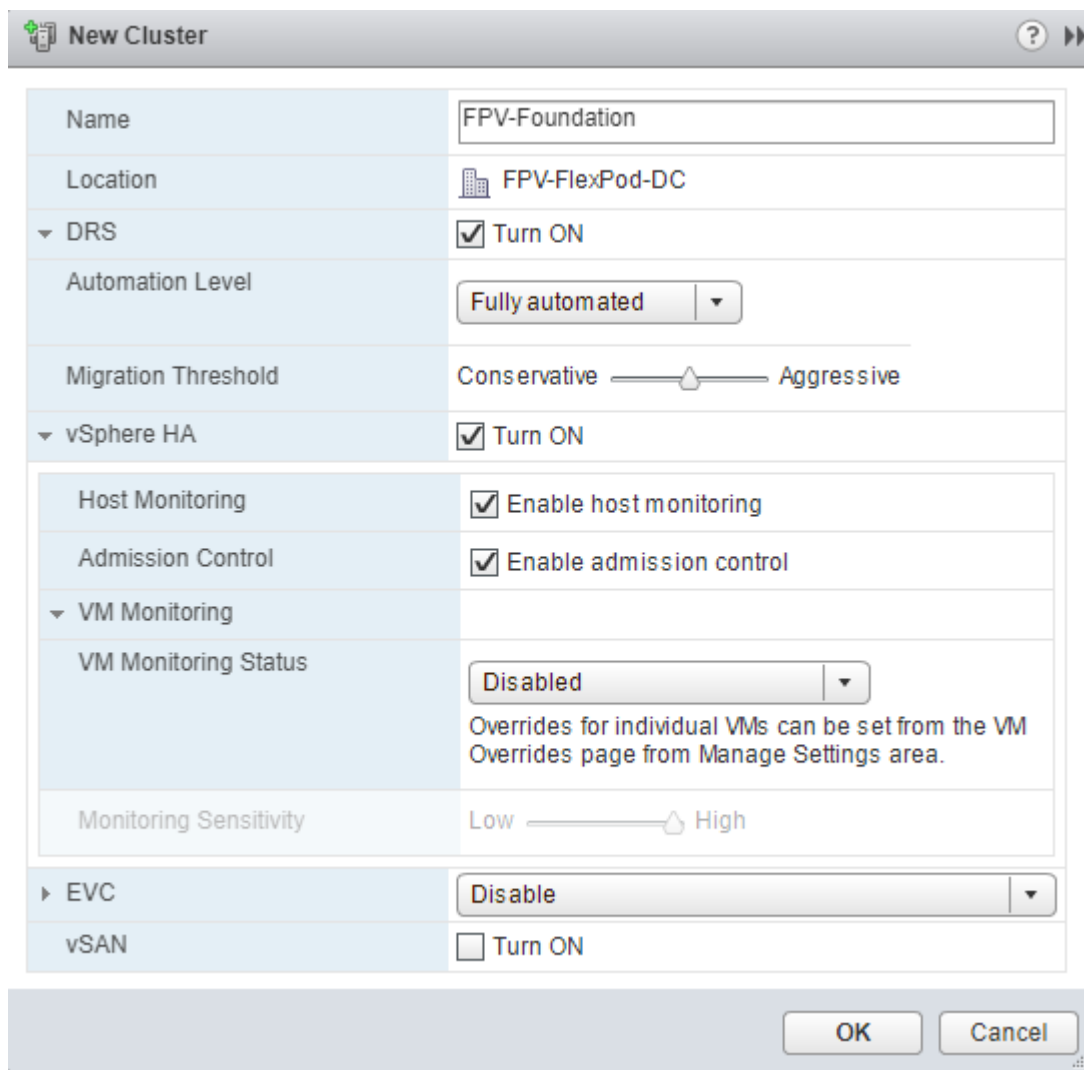 New Cluster ?
Name FPV-Foundation
Location FPV-FlexPod-DC
DRS Turn ON
Automation Level Fully automated
Migration Threshold Conservative Aggressive
vSphere HA Turn ON
Host Monitoring Enable host monitoring
Admission Control Enable admission control
VM Monitoring
VM Monitoring Status Disabled
Overrides for individual VMs can be set from the VM
Overrides page from Manage Settings area.
Monitoring Sensitivity Low High
EVC Disable
vSAN Turn ON
OK Cancel